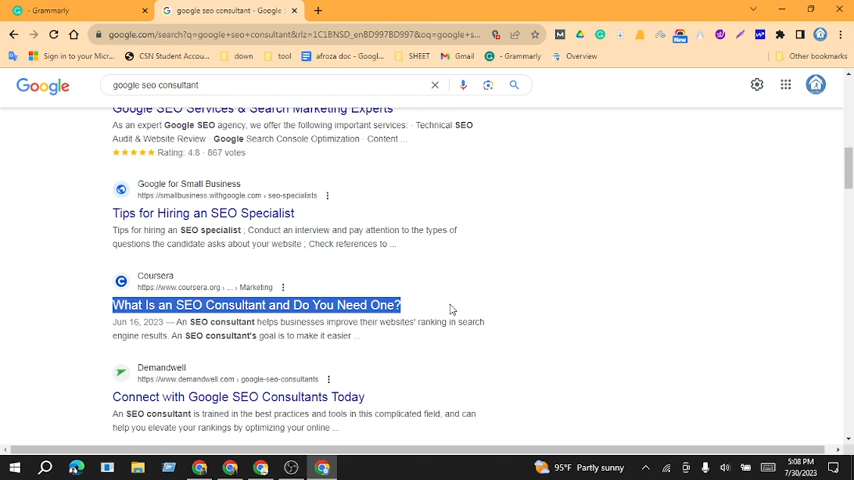 Grammarly
google seo consultant - Google S
google.com/search?q=google+seo+consultant&rlz=1C1BNSD_enBD997BD997&oq=google+s...
Sign in to your Micr...
CSN Student Accou...
down
tool
afroza doc - Googl...
SHEET
Gmail
- Grammarly
Overview
Other bookmarks
Google
google seo consultant
Google SEO Services & Search Marketing Experts
As an expert Google SEO agency, we offer the following important services: · Technical SEO
Audit & Website Review · Google Search Console Optimization · Content ...
Rating: 4.8 · 867 votes
Google for Small Business
https://smallbusiness.withgoogle.com › seo-specialists
Tips for Hiring an SEO Specialist
Tips for hiring an SEO specialist ; Conduct an interview and pay attention to the types of
questions the candidate asks about your website ; Check references to ...
Coursera
https://www.coursera.org › ... › Marketing
What Is an SEO Consultant and Do You Need One?
Jun 16, 2023 — An SEO consultant helps businesses improve their websites' ranking in search
engine results. An SEO consultant's goal is to make it easier ...
Demandwell
https://www.demandwell.com › google-seo-consultants
Connect with Google SEO Consultants Today
An SEO consultant is trained in the best practices and tools in this complicated field, and can
help you elevate your rankings by optimizing your online ...
95°F Partly sunny
5:08 PM
7/30/2023